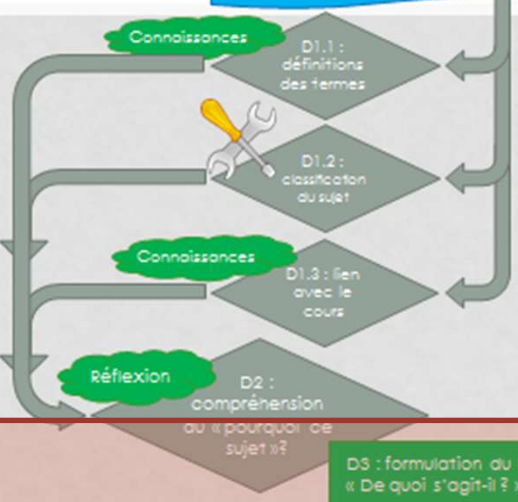 Connaissances
D1.1 :
définitions
des termes
D1.2 :
classification
du sujet
Connaissances
D1.3 : lien
avec le
cours
Réflexion
D2 :
compréhension
du « pourquoi ce
sujet »?
D3 : formulation du
« De quoi s'agit-il ? »